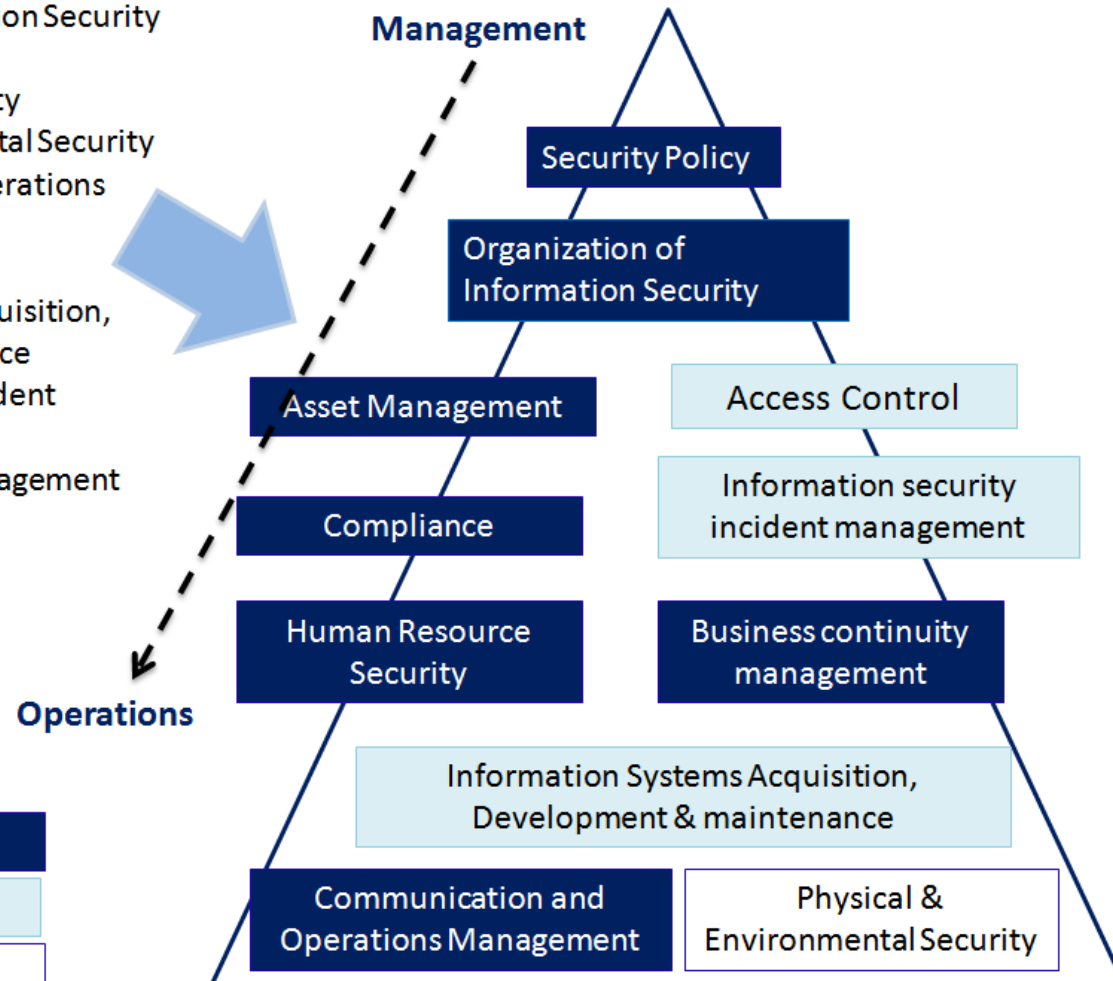 on Security
ty
tal Security
erations
uisition,
ce
dent
agement
Management
Operations
Security Policy
Organization of
Information Security
Asset Management
Access Control
Compliance
Information security
incident management
Human Resource
Security
Business continuity
management
Information Systems Acquisition,
Development & maintenance
Communication and
Operations Management
Physical &
Environmental Security